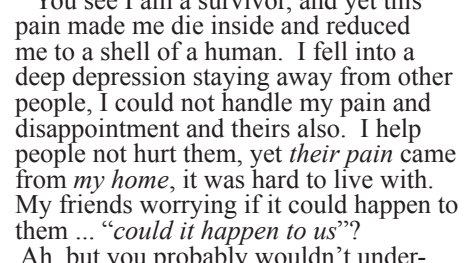 You see I am a survivor, and yet this
pain made me die inside and reduced
me to a shell of a human. I fell into a
deep depression staying away from other
people, I could not handle my pain and
disappointment and theirs also. I help
people not hurt them, yet their pain came
from my home, it was hard to live with.
My friends worrying if it could happen to
them ... “could it happen to us”?
Ah, but you probably wouldn’t under-